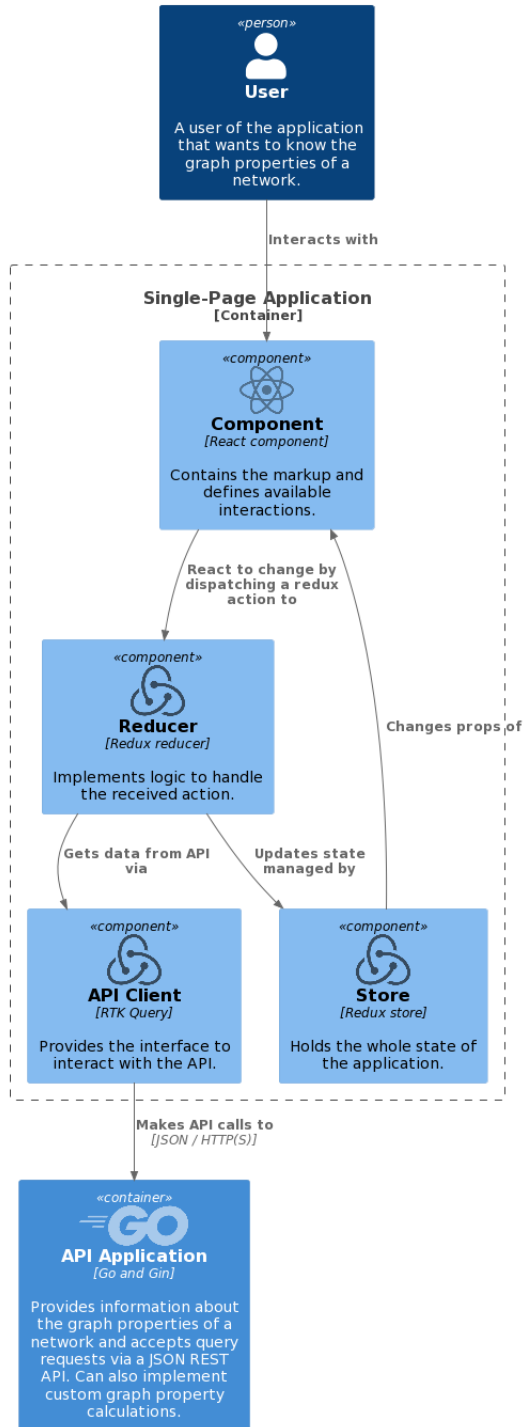 «person»
User
A user of the application
that wants to know the
graph properties of a
network.
Interacts with
Single-Page Application
[Container]
«component»
Component
[React component]
Contains the markup and
defines available
interactions.
React to change by
dispatching a redux
action to
«component»
Reducer
[Redux reducer]
Implements logic to handle
the received action.
Changes props of
Gets data from API
via
Updates state
managed by
«component»
API Client
[RTK Query]
Provides the interface to
interact with the API.
«component»
Store
[Redux store]
Holds the whole state of
the application.
Makes API calls to
[JSON / HTTP(S)]
«container»
GO
API Application
[Go and Gin]
Provides information about
the graph properties of a
network and accepts query
requests via a JSON REST
API. Can also implement
custom graph property
calculations.